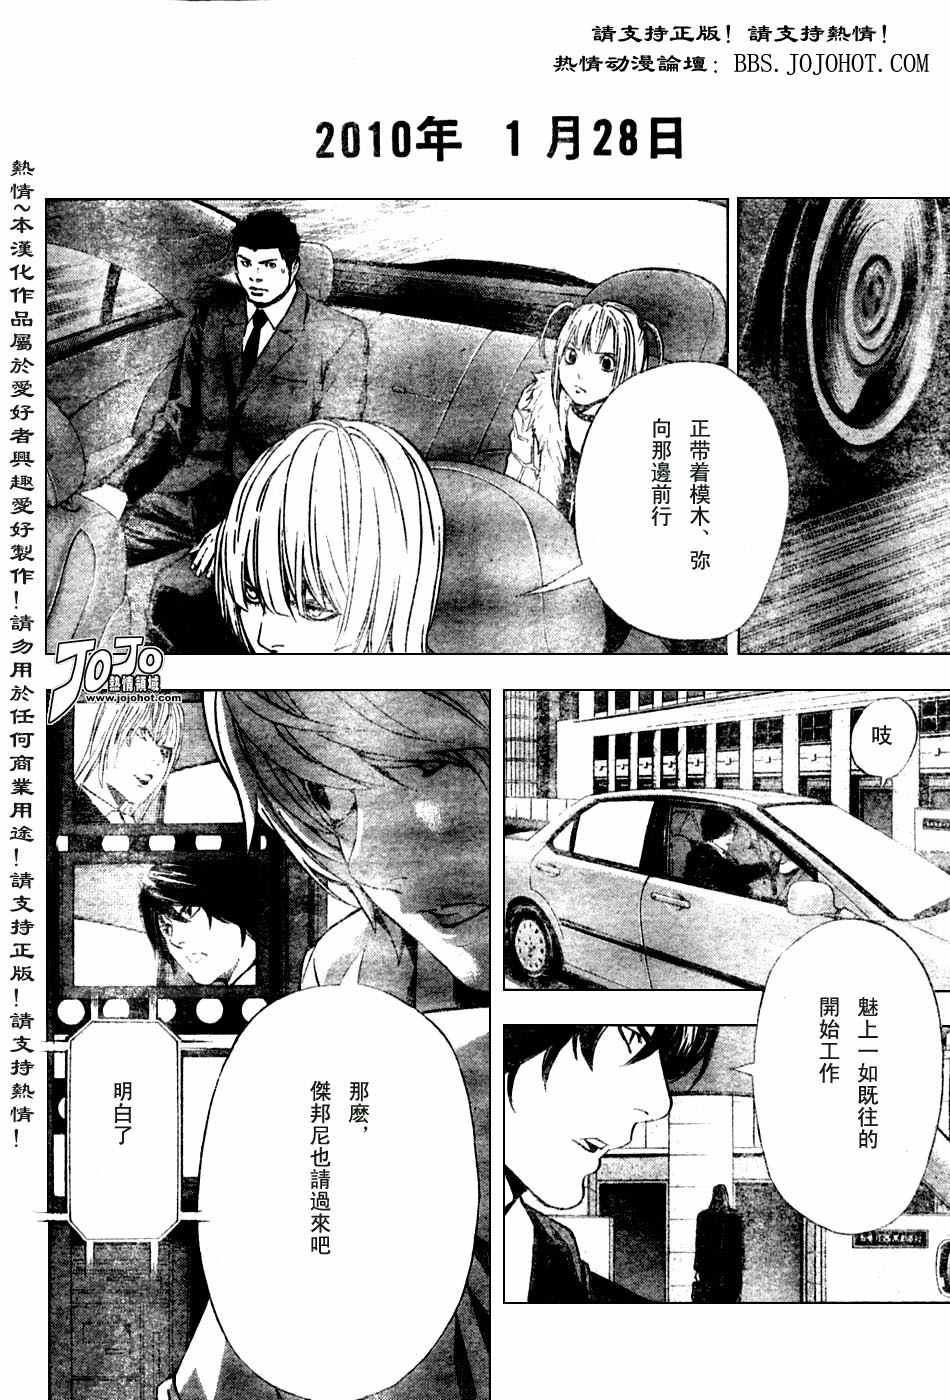 請支持正版！請支持熱情！
热情动漫論壇：BBS.JOJOHOT.COM
2010年 1月28日
熱情~本漢化作品屬於愛好者興趣愛好製作！請勿用於任何商業用途！請支持正版！請支持熱情！
正带着模木、弥
向那邊前行
JOJO
熱情領域
www.jojohot.com
吱
魅上一如既往的
開始工作
那麽，
傑邦尼也請過來吧
明白了